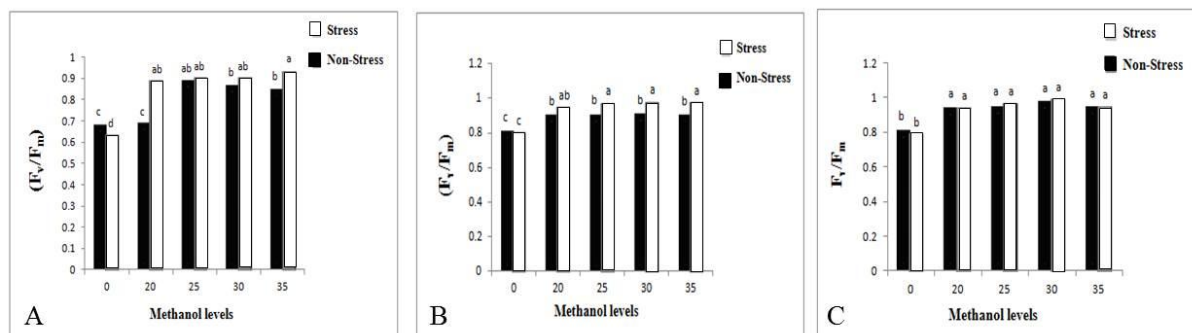 Stress
Non-Stress
(Fv/Fm)
1
0.9
0.8
0.7
0.6
0.5
0.4
0.3
0.2
0.1
0
c d c ab ab ab b ab b a
0 20 25 30 35
Methanol levels
A
Stress
Non-Stress
(Fv/Fm)
1.2
1
0.8
0.6
0.4
0.2
0
c c b ab b a b a b a
0 20 25 30 35
Methanol levels
B
Stress
Non-Stress
Fv/Fm
1.2
1
0.8
0.6
0.4
0.2
0
b b a a a a a a a a
0 20 25 30 35
Methanol levels
C